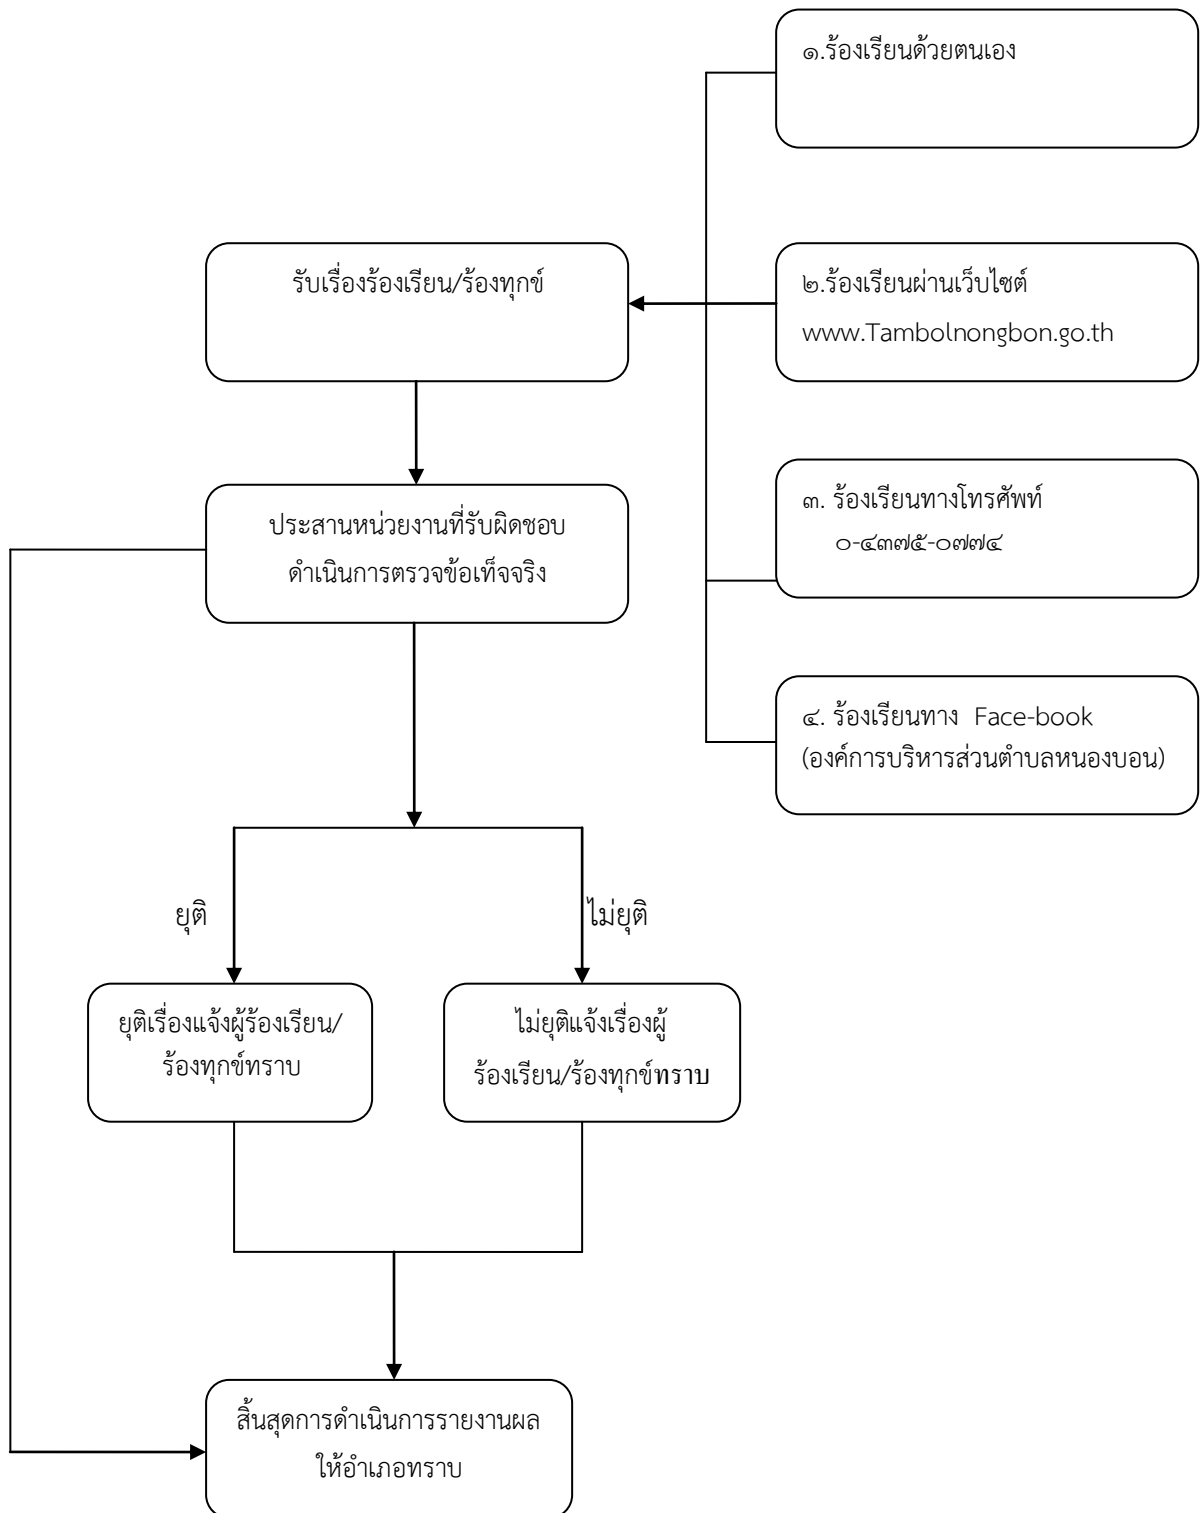 ๑.ร้องเรียนด้วยตนเอง
รับเรื่องร้องเรียน/ร้องทุกข์
๒.ร้องเรียนผ่านเว็บไซต์
www.Tambolnongbon.go.th
ประสานหน่วยงานที่รับผิดชอบ
ดำเนินการตรวจข้อเท็จจริง
๓. ร้องเรียนทางโทรศัพท์
๐-๔๓๗๕-๐๗๗๔
๔. ร้องเรียนทาง Face-book
(องค์การบริหารส่วนตำบลหนองบอน)
ยุติ
ไม่ยุติ
ยุติเรื่องแจ้งผู้ร้องเรียน/
ร้องทุกข์ทราบ
ไม่ยุติแจ้งเรื่องผู้
ร้องเรียน/ร้องทุกข์ทราบ
สิ้นสุดการดำเนินการรายงานผล
ให้อำเภอทราบ